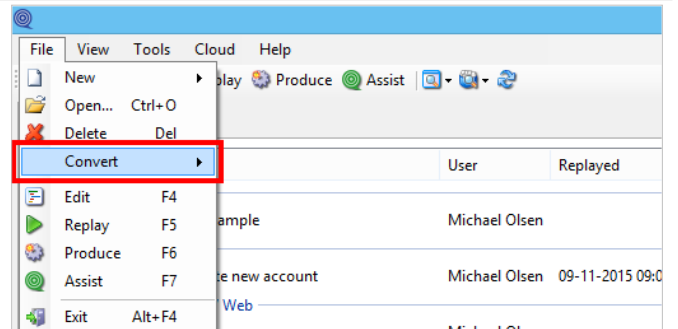 File View Tools Cloud Help
New
play Produce Assist
Open... Ctrl+O
Delete Del
Convert
User Replayed
Edit F4
Replay F5
ample Michael Olsen
Produce F6
Assist F7
te new account Michael Olsen 09-11-2015 09:0
Web
Exit Alt+F4